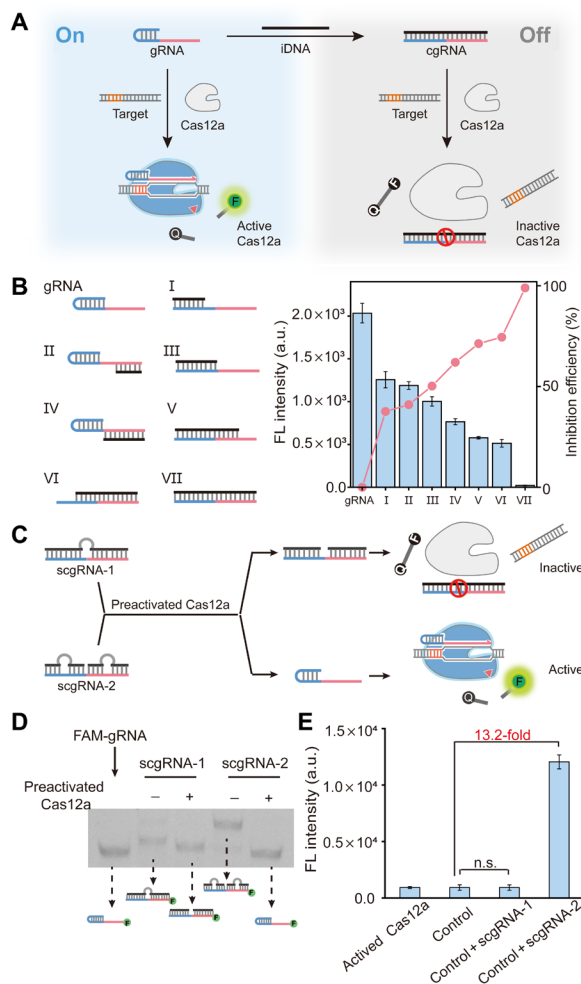 A
On
Off
gRNA
iDNA
cgRNA
Target
Cas12a
Target
Cas12a
Active
Cas12a
Inactive
Cas12a
F
Q
F
Q
B
gRNA
I
II
III
IV
V
VI
VII
FL intensity (a.u.)
2.0×10³
1.5×10³
1.0×10³
0.5×10³
0.0
gRNA I II III IV V VI VII
100
50
0
Inhibition efficiency (%)
C
scgRNA-1
Preactivated Cas12a
scgRNA-2
F
Q
Inactive
Active
F
Q
D
FAM-gRNA
scgRNA-1 scgRNA-2
Preactivated
Cas12a
− + − +
F
F
F
F
F
E
FL intensity (a.u.)
1.5×10⁴
1.0×10⁴
0.5×10⁴
0.0
13.2-fold
n.s.
Actived Cas12a
Control
Control + scgRNA-1
Control + scgRNA-2